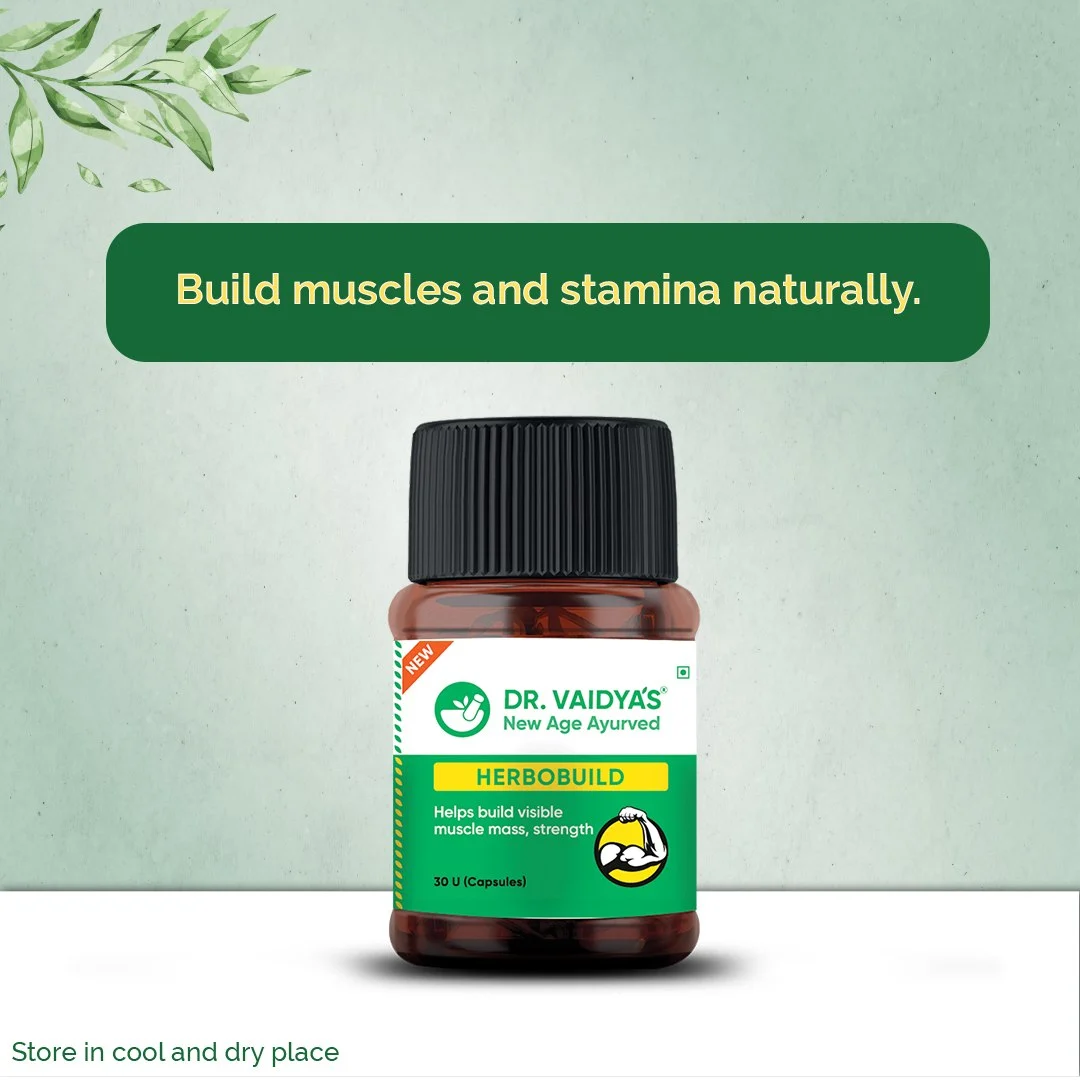 Build muscles and stamina naturally.
NEW
DR. VAIDYA'S®
New Age Ayurved
HERBOBUILD
Helps build visible
muscle mass, strength
30 U (Capsules)
Store in cool and dry place